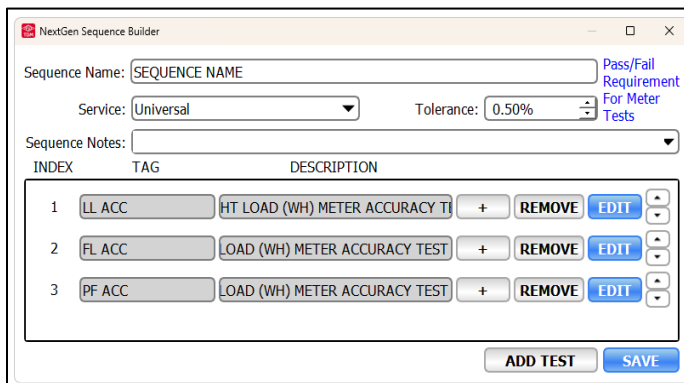 NextGen Sequence Builder
Sequence Name: SEQUENCE NAME
Pass/Fail
Requirement
For Meter
Tests
Service: Universal
Tolerance: 0.50%
Sequence Notes:
INDEX TAG DESCRIPTION
1 LL ACC HT LOAD (WH) METER ACCURACY TE + REMOVE EDIT
2 FL ACC LOAD (WH) METER ACCURACY TEST + REMOVE EDIT
3 PF ACC LOAD (WH) METER ACCURACY TEST + REMOVE EDIT
ADD TEST SAVE